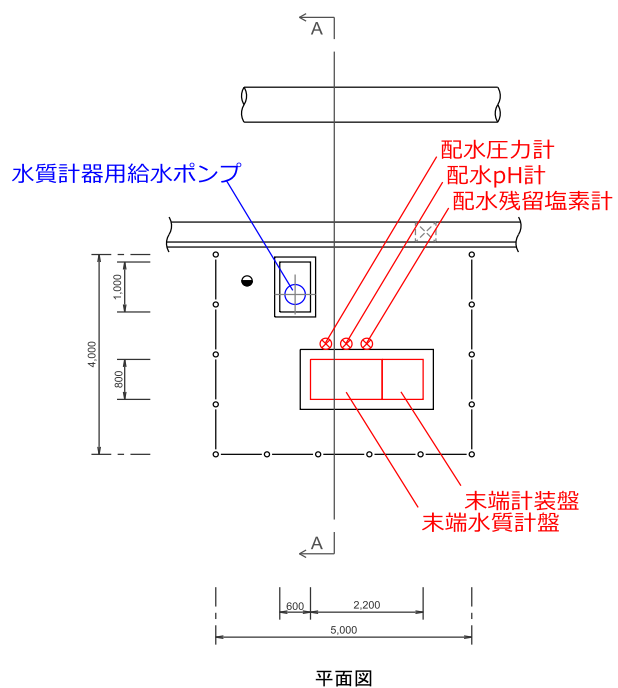 A
配水圧力計
配水pH計
水質計器用給水ポンプ
配水残留塩素計
1,000
4,000
800
末端計装盤
末端水質計盤
A
600
2,200
5,000
平面図